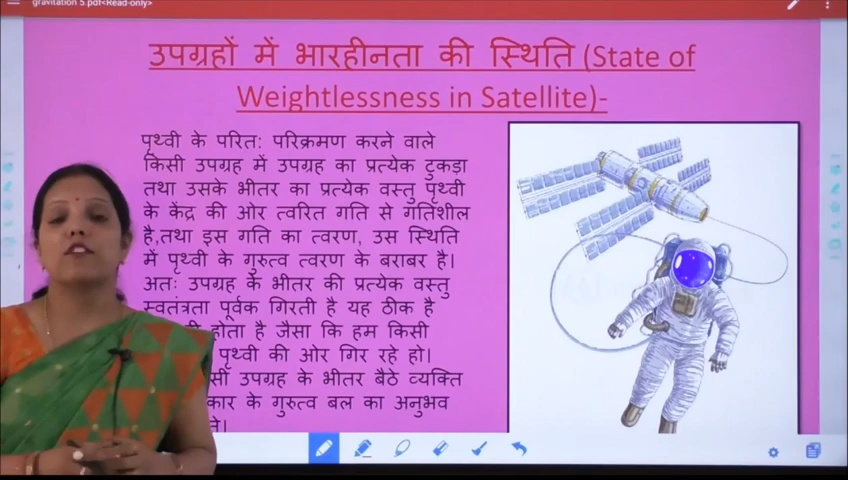 gravitation 5.pdf<Read-only>
उपग्रहों में भारहीनता की स्थिति (State of
Weightlessness in Satellite)-
पृथ्वी के परित: परिक्रमण करने वाले
किसी उपग्रह में उपग्रह का प्रत्येक टुकड़ा
तथा उसके भीतर का प्रत्येक वस्तु पृथ्वी
के केंद्र की ओर त्वरित गति से गतिशील
है,तथा इस गति का त्वरण, उस स्थिति
में पृथ्वी के गुरुत्व त्वरण के बराबर है।
अतः उपग्रह के भीतर की प्रत्येक वस्तु
स्वतंत्रता पूर्वक गिरती है यह ठीक है
होता है जैसा कि हम किसी
पृथ्वी की ओर गिर रहे हो।
उपग्रह के भीतर बैठे व्यक्ति
के गुरुत्व बल का अनुभव